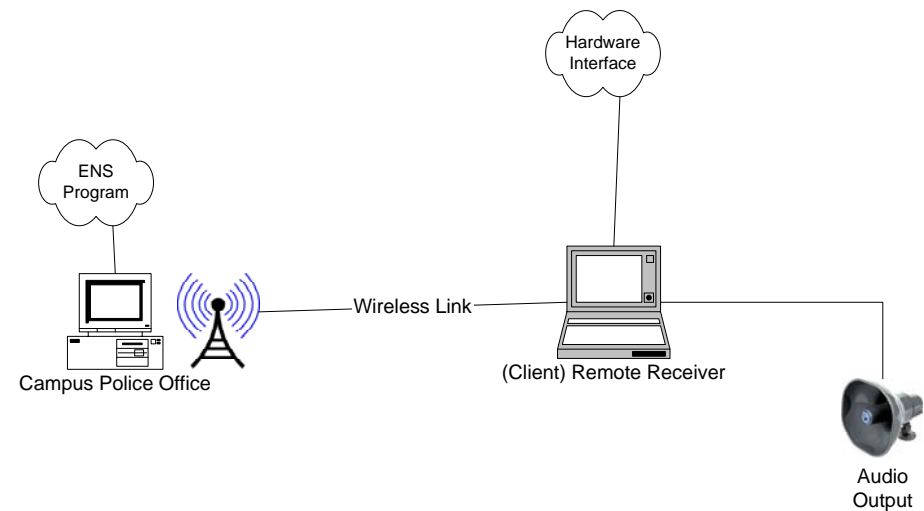 Hardware
Interface
ENS
Program
Wireless Link
Campus Police Office
(Client) Remote Receiver
Audio
Output